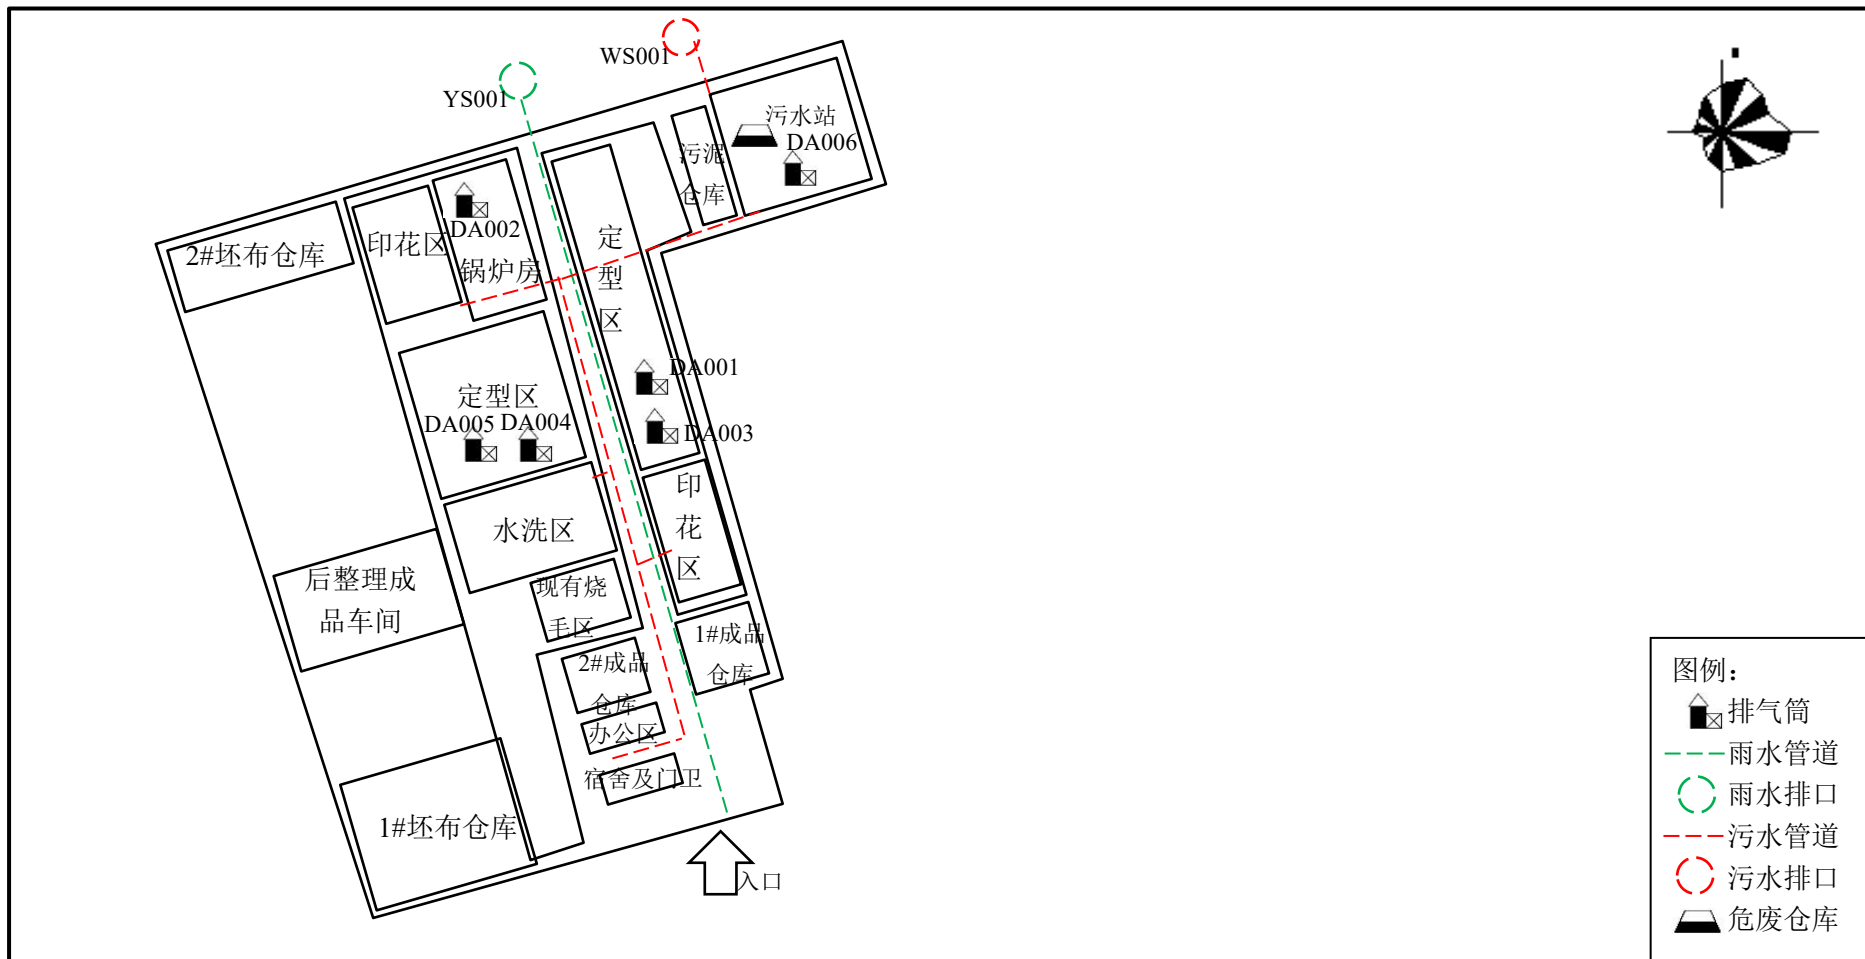 WS001
YS001
污水站
DA006
污泥
仓库
DA002
锅炉房
印花区
2#坯布仓库
定
型
区
DA001
DA003
定型区
DA005
DA004
印
花
区
水洗区
后整理成
品车间
现有烧
毛区
1#成品
仓库
2#成品
仓库
办公区
宿舍及门卫
1#坯布仓库
入口
图例：
排气筒
雨水管道
雨水排口
污水管道
污水排口
危废仓库